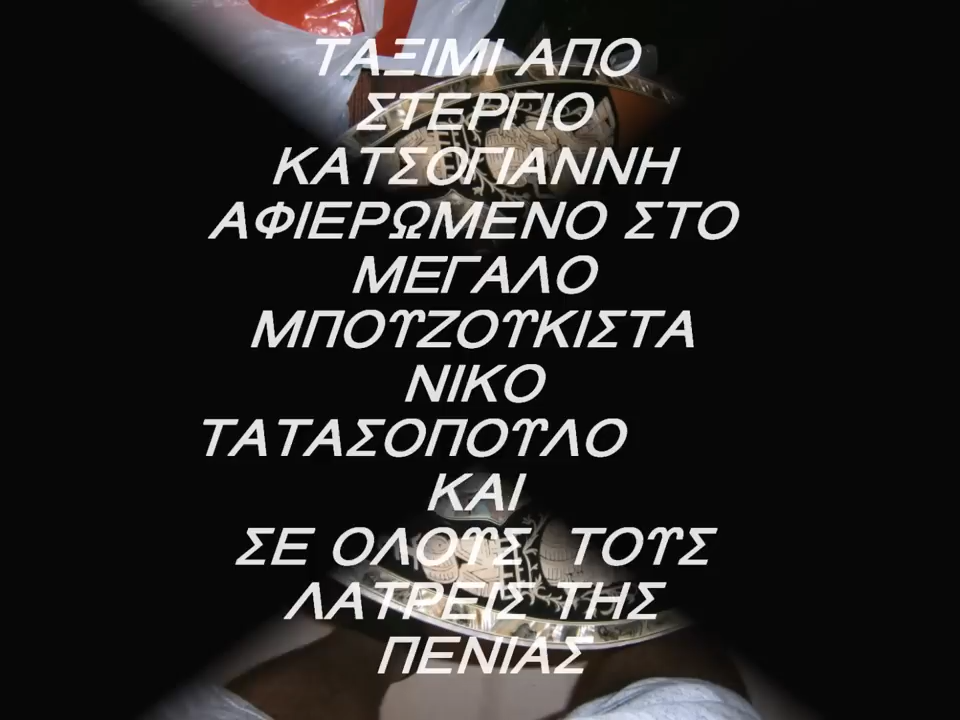 ΤΑΞΙΜΙ ΑΠΟ
ΣΤΕΡΓΙΟ
ΚΑΤΣΟΓΙΑΝΝΗ
ΑΦΙΕΡΩΜΕΝΟ ΣΤΟ
ΜΕΓΑΛΟ
ΜΠΟΥΖΟΥΚΙΣΤΑ
ΝΙΚΟ
ΤΑΤΑΣΟΠΟΥΛΟ
ΚΑΙ
ΣΕ ΟΛΟΥΣ ΤΟΥΣ
ΛΑΤΡΕΙΣ ΤΗΣ
ΠΕΝΙΑΣ